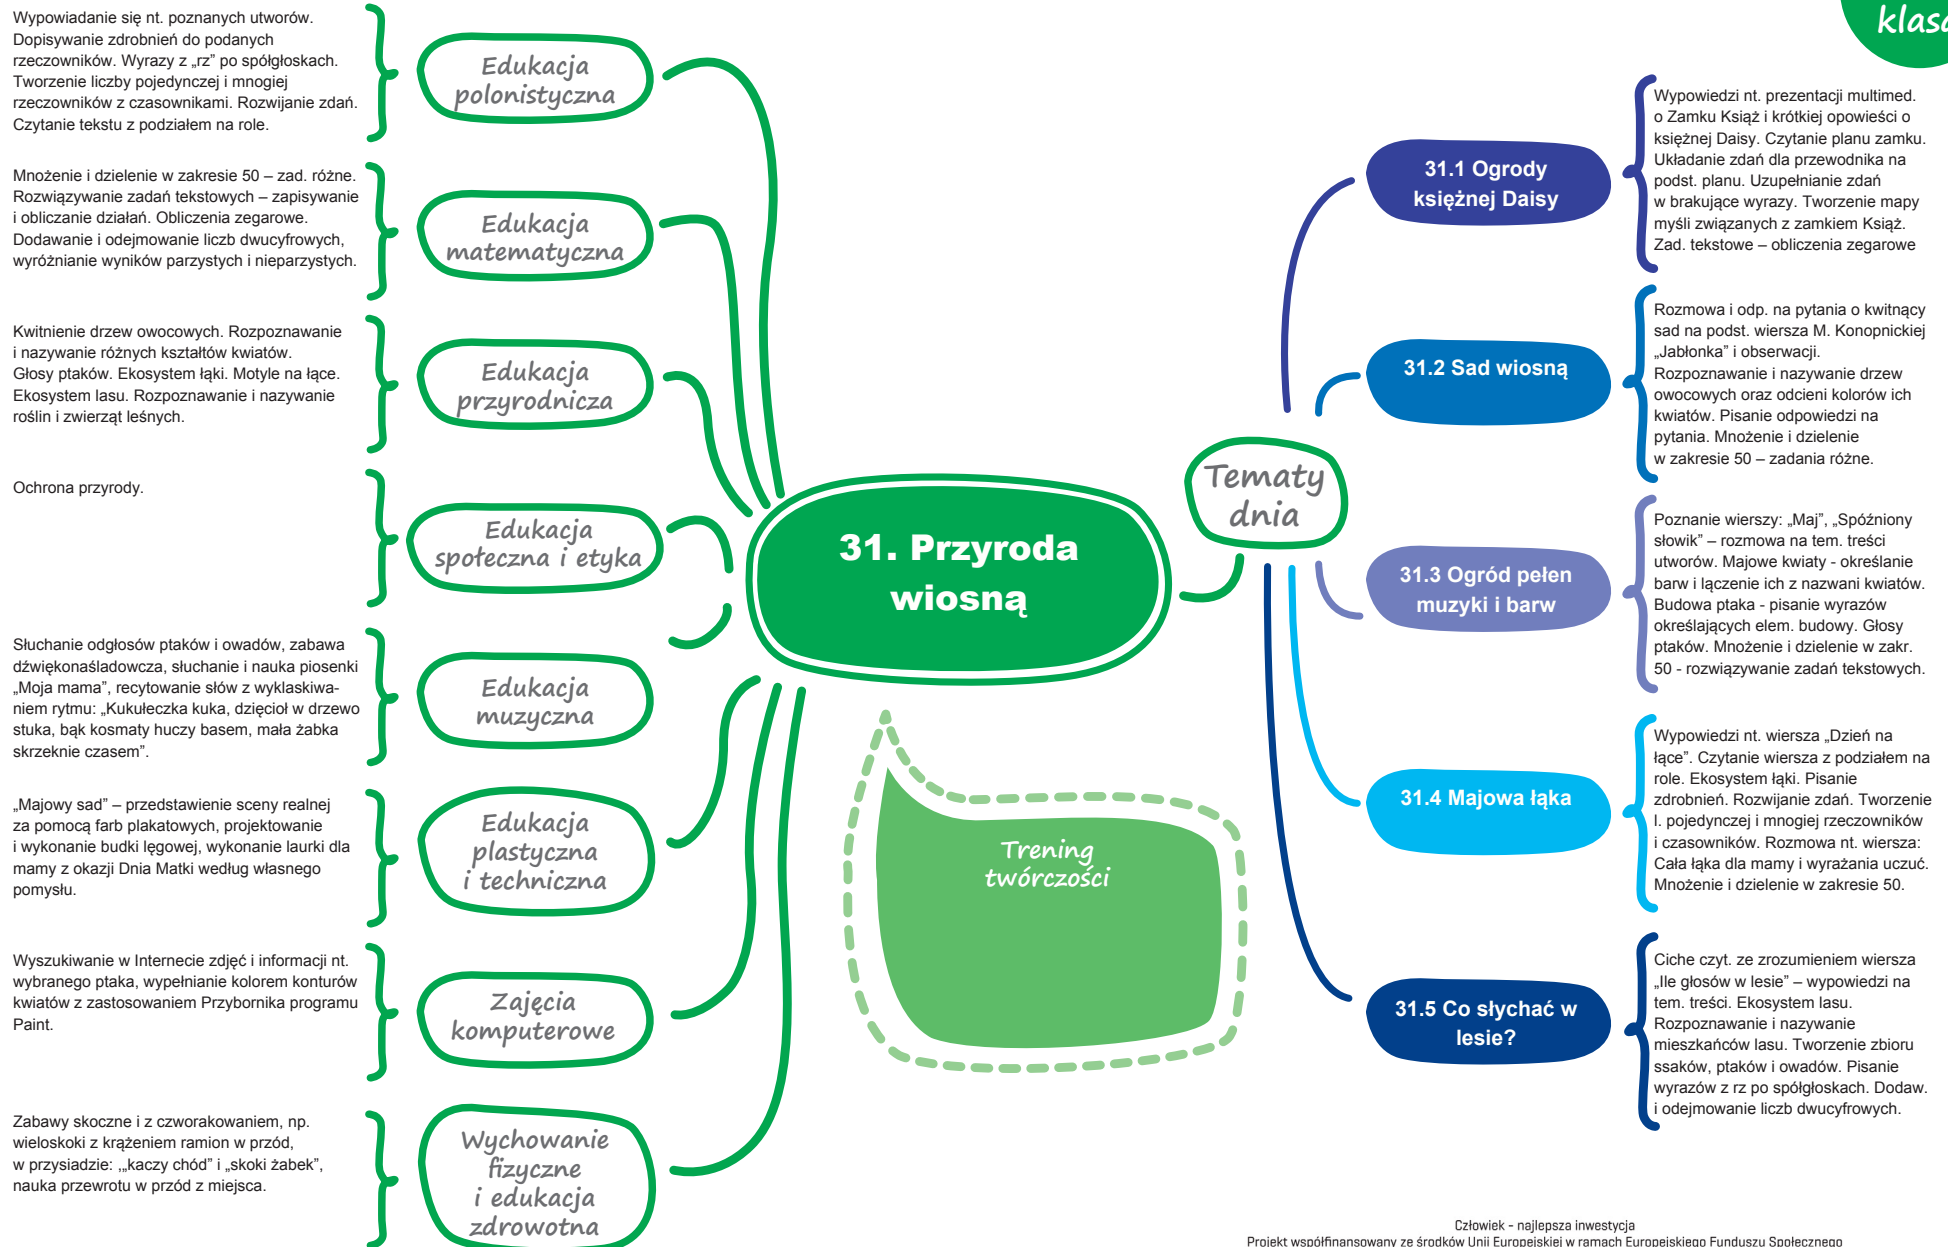 Wypowiadanie się nt. poznanych utworów.
Dopisywanie zdrobnień do podanych
rzeczowników. Wyrazy z „rz” po spółgłoskach.
Tworzenie liczby pojedynczej i mnogiej
rzeczowników z czasownikami. Rozwijanie zdań.
Czytanie tekstu z podziałem na role.
Edukacja
polonistyczna
Mnożenie i dzielenie w zakresie 50 – zad. różne.
Rozwiązywanie zadań tekstowych – zapisywanie
i obliczanie działań. Obliczenia zegarowe.
Dodawanie i odejmowanie liczb dwucyfrowych,
wyróżnianie wyników parzystych i nieparzystych.
Edukacja
matematyczna
Kwitnienie drzew owocowych. Rozpoznawanie
i nazywanie różnych kształtów kwiatów.
Głosy ptaków. Ekosystem łąki. Motyle na łące.
Ekosystem lasu. Rozpoznawanie i nazywanie
roślin i zwierząt leśnych.
Edukacja
przyrodnicza
Ochrona przyrody.
Edukacja
społeczna i etyka
Słuchanie odgłosów ptaków i owadów, zabawa
dźwiękonaśladowcza, słuchanie i nauka piosenki
„Moja mama”, recytowanie słów z wyklaskiwa-
niem rytmu: „Kukułeczka kuka, dzięcioł w drzewo
stuka, bąk kosmaty huczy basem, mała żabka
skrzeknie czasem”.
Edukacja
muzyczna
„Majowy sad” – przedstawienie sceny realnej
za pomocą farb plakatowych, projektowanie
i wykonanie budki lęgowej, wykonanie laurki dla
mamy z okazji Dnia Matki według własnego
pomysłu.
Edukacja
plastyczna
i techniczna
Wyszukiwanie w Internecie zdjęć i informacji nt.
wybranego ptaka, wypełnianie kolorem konturów
kwiatów z zastosowaniem Przybornika programu
Paint.
Zajęcia
komputerowe
Zabawy skoczne i z czworakowaniem, np.
wieloskoki z krążeniem ramion w przód,
w przysiadzie: „„kaczy chód” i „skoki żabek”,
nauka przewrotu w przód z miejsca.
Wychowanie
fizyczne
i edukacja
zdrowotna
31. Przyroda
wiosną
Trening
twórczości
Tematy
dnia
klasa
31.1 Ogrody
księżnej Daisy
Wypowiedzi nt. prezentacji multimed.
o Zamku Książ i krótkiej opowieści o
księżnej Daisy. Czytanie planu zamku.
Układanie zdań dla przewodnika na
podst. planu. Uzupełnianie zdań
w brakujące wyrazy. Tworzenie mapy
myśli związanych z zamkiem Książ.
Zad. tekstowe – obliczenia zegarowe
31.2 Sad wiosną
Rozmowa i odp. na pytania o kwitnący
sad na podst. wiersza M. Konopnickiej
„Jabłonka” i obserwacji.
Rozpoznawanie i nazywanie drzew
owocowych oraz odcieni kolorów ich
kwiatów. Pisanie odpowiedzi na
pytania. Mnożenie i dzielenie
w zakresie 50 – zadania różne.
31.3 Ogród pełen
muzyki i barw
Poznanie wierszy: „Maj”, „Spóźniony
słowik” – rozmowa na tem. treści
utworów. Majowe kwiaty - określanie
barw i lączenie ich z nazwani kwiatów.
Budowa ptaka - pisanie wyrazów
określających elem. budowy. Głosy
ptaków. Mnożenie i dzielenie w zakr.
50 - rozwiązywanie zadań tekstowych.
31.4 Majowa łąka
Wypowiedzi nt. wiersza „Dzień na
łące”. Czytanie wiersza z podziałem na
role. Ekosystem łąki. Pisanie
zdrobnień. Rozwijanie zdań. Tworzenie
l. pojedynczej i mnogiej rzeczowników
i czasowników. Rozmowa nt. wiersza:
Cała łąka dla mamy i wyrażania uczuć.
Mnożenie i dzielenie w zakresie 50.
31.5 Co słychać w
lesie?
Ciche czyt. ze zrozumieniem wiersza
„Ile głosów w lesie” – wypowiedzi na
tem. treści. Ekosystem lasu.
Rozpoznawanie i nazywanie
mieszkańców lasu. Tworzenie zbioru
ssaków, ptaków i owadów. Pisanie
wyrazów z rz po spółgłoskach. Dodaw.
i odejmowanie liczb dwucyfrowych.
Człowiek - najlepsza inwestycja
Projekt współfinansowany ze środków Unii Europejskiej w ramach Europejskiego Funduszu Społecznego